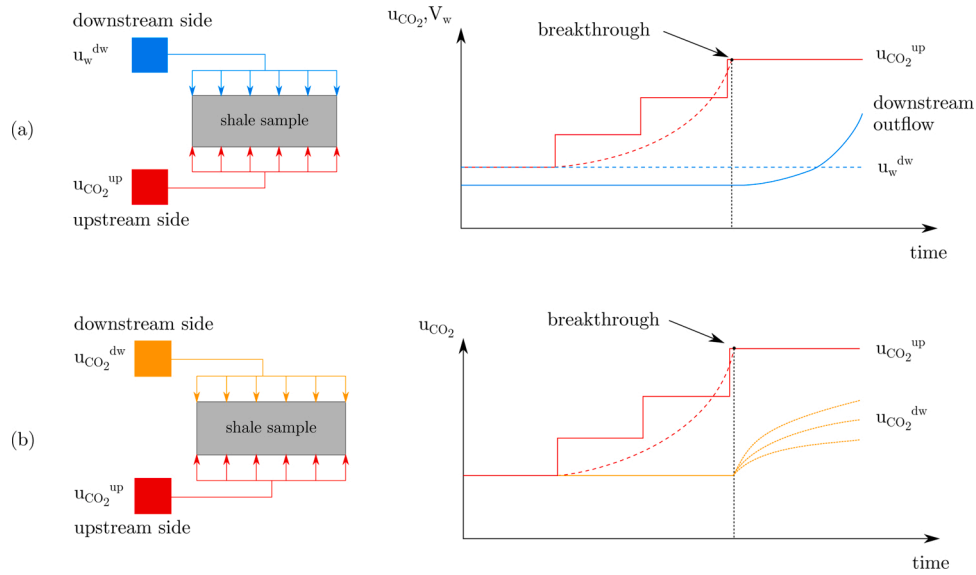 (a)
downstream side
u_w^dw
shale sample
u_CO₂^up
upstream side
u_CO₂,V_w
breakthrough
u_CO₂^up
downstream
outflow
u_w^dw
time
(b)
downstream side
u_CO₂^dw
shale sample
u_CO₂^up
upstream side
u_CO₂
breakthrough
u_CO₂^up
u_CO₂^dw
time